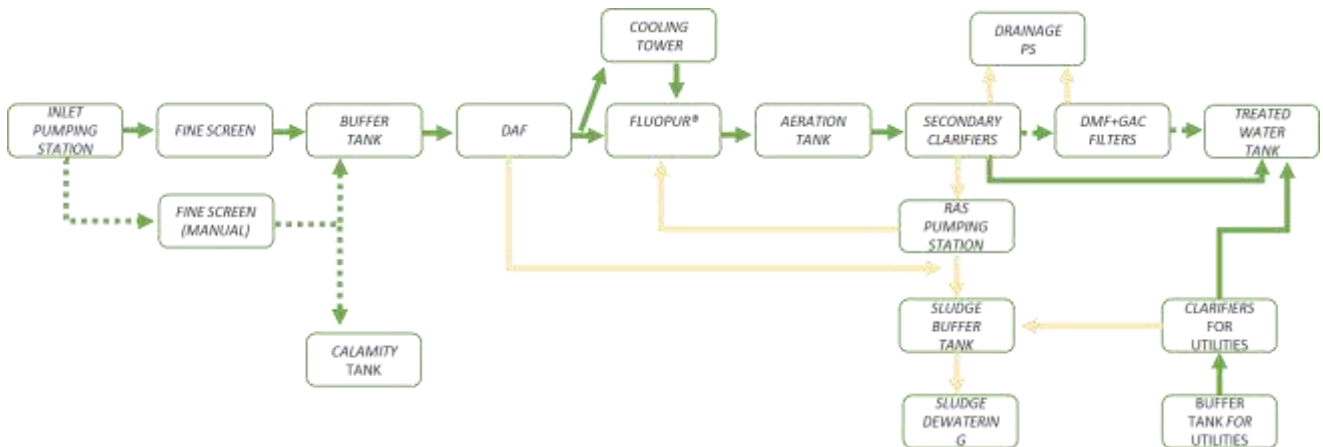 COOLING
TOWER
DRAINAGE
PS
INLET
PUMPING
STATION
FINE SCREEN
BUFFER
TANK
DAF
FLUOPUR®
AERATION
TANK
SECONDARY
CLARIFIERS
DMF+GAC
FILTERS
TREATED
WATER
TANK
FINE SCREEN
(MANUAL)
RAS
PUMPING
STATION
SLUDGE
BUFFER
TANK
CLARIFIERS
FOR
UTILITIES
CALAMITY
TANK
SLUDGE
DEWATERIN
G
BUFFER
TANK FOR
UTILITIES